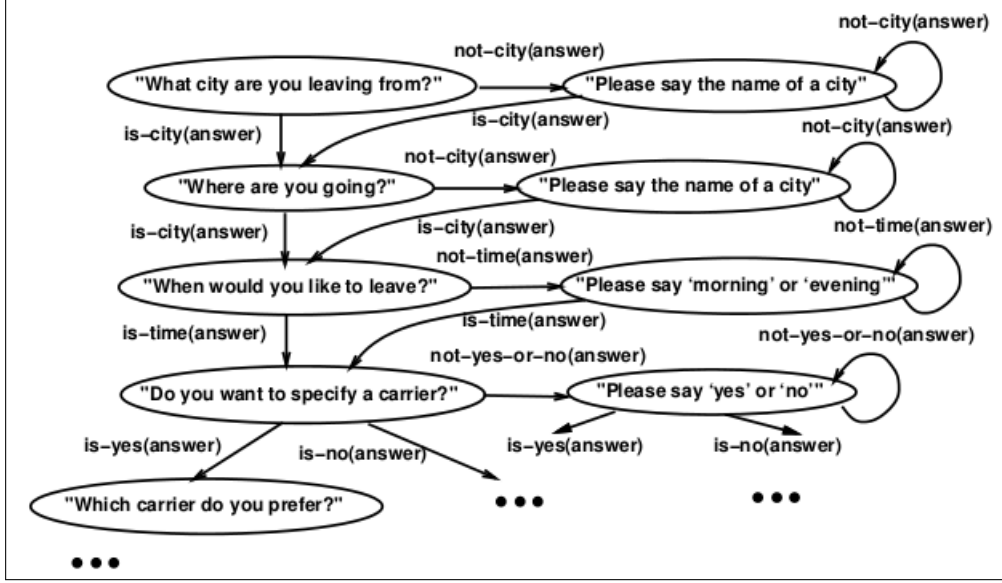 not–city(answer)
not–city(answer)
"What city are you leaving from?"
"Please say the name of a city"
is–city(answer)
is–city(answer)
not–city(answer)
not–city(answer)
"Where are you going?"
"Please say the name of a city"
is–city(answer)
is–city(answer)
not–time(answer)
not–time(answer)
"When would you like to leave?"
"Please say ‘morning’ or ‘evening’"
is–time(answer)
is–time(answer)
not–yes–or–no(answer)
not–yes–or–no(answer)
"Do you want to specify a carrier?"
"Please say ‘yes’ or ‘no’"
is–yes(answer)
is–no(answer)
is–yes(answer)
is–no(answer)
"Which carrier do you prefer?"
•••
•••
•••